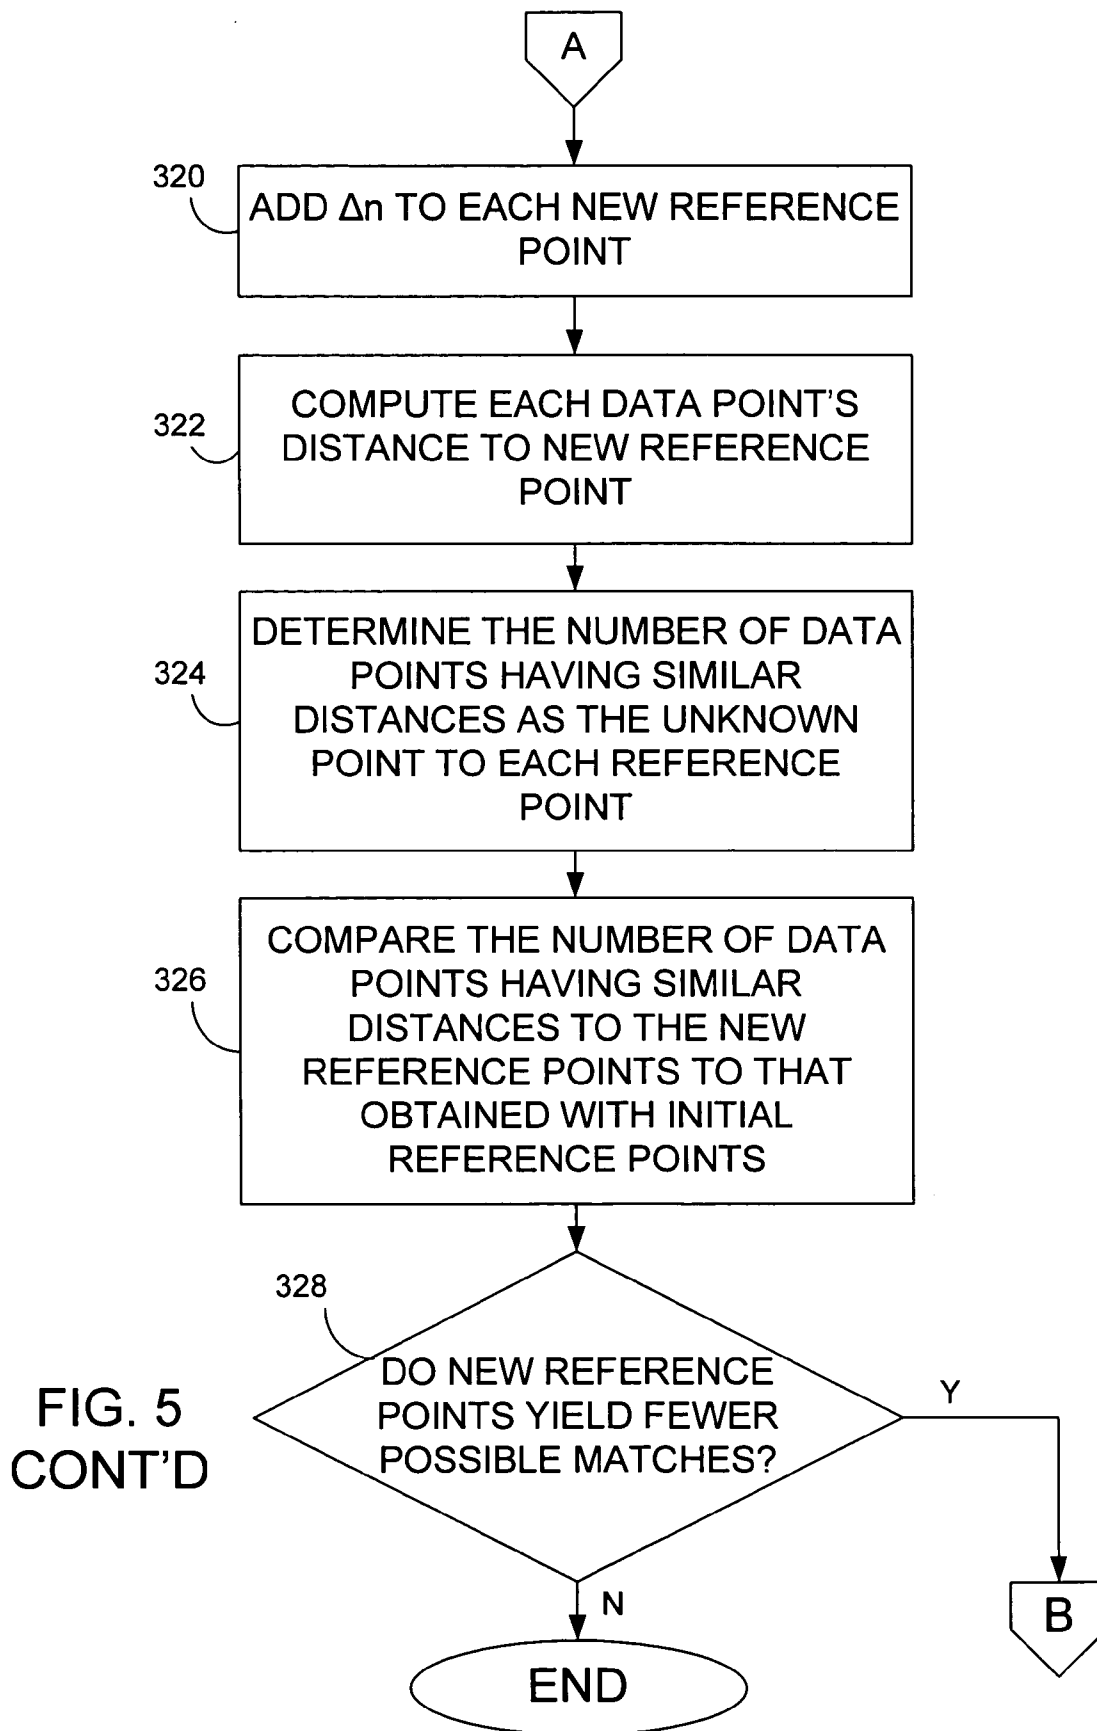 A
320
ADD Δn TO EACH NEW REFERENCE
POINT
322
COMPUTE EACH DATA POINT'S
DISTANCE TO NEW REFERENCE
POINT
324
DETERMINE THE NUMBER OF DATA
POINTS HAVING SIMILAR
DISTANCES AS THE UNKNOWN
POINT TO EACH REFERENCE
POINT
326
COMPARE THE NUMBER OF DATA
POINTS HAVING SIMILAR
DISTANCES TO THE NEW
REFERENCE POINTS TO THAT
OBTAINED WITH INITIAL
REFERENCE POINTS
328
DO NEW REFERENCE
POINTS YIELD FEWER
POSSIBLE MATCHES?
Y
FIG. 5
CONT'D
N
B
END